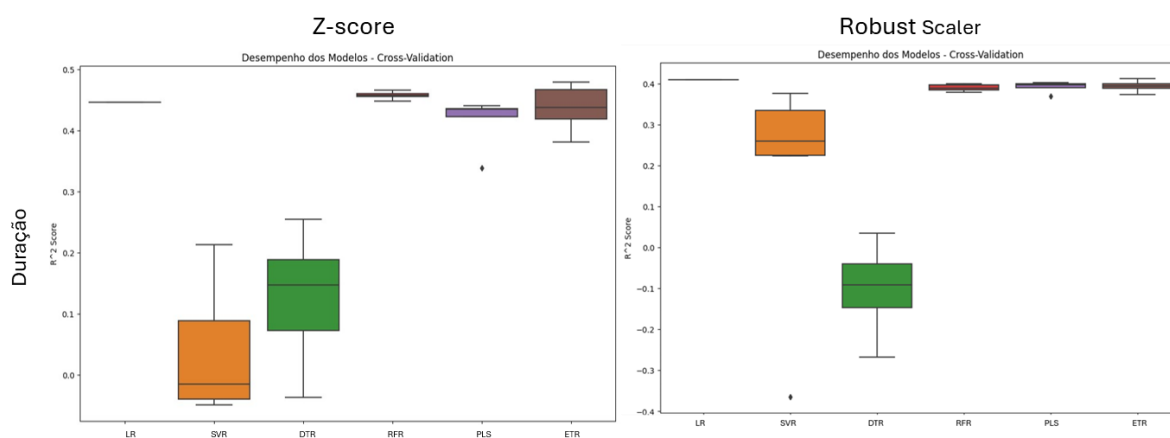 Z-score
Robust Scaler
Duração
Desempenho dos Modelos - Cross-Validation
R^2 Score
0.5
0.4
0.3
0.2
0.1
0.0
LR SVR DTR RFR PLS ETR
Desempenho dos Modelos - Cross-Validation
R^2 Score
0.4
0.3
0.2
0.1
0.0
−0.1
−0.2
−0.3
−0.4
LR SVR DTR RFR PLS ETR